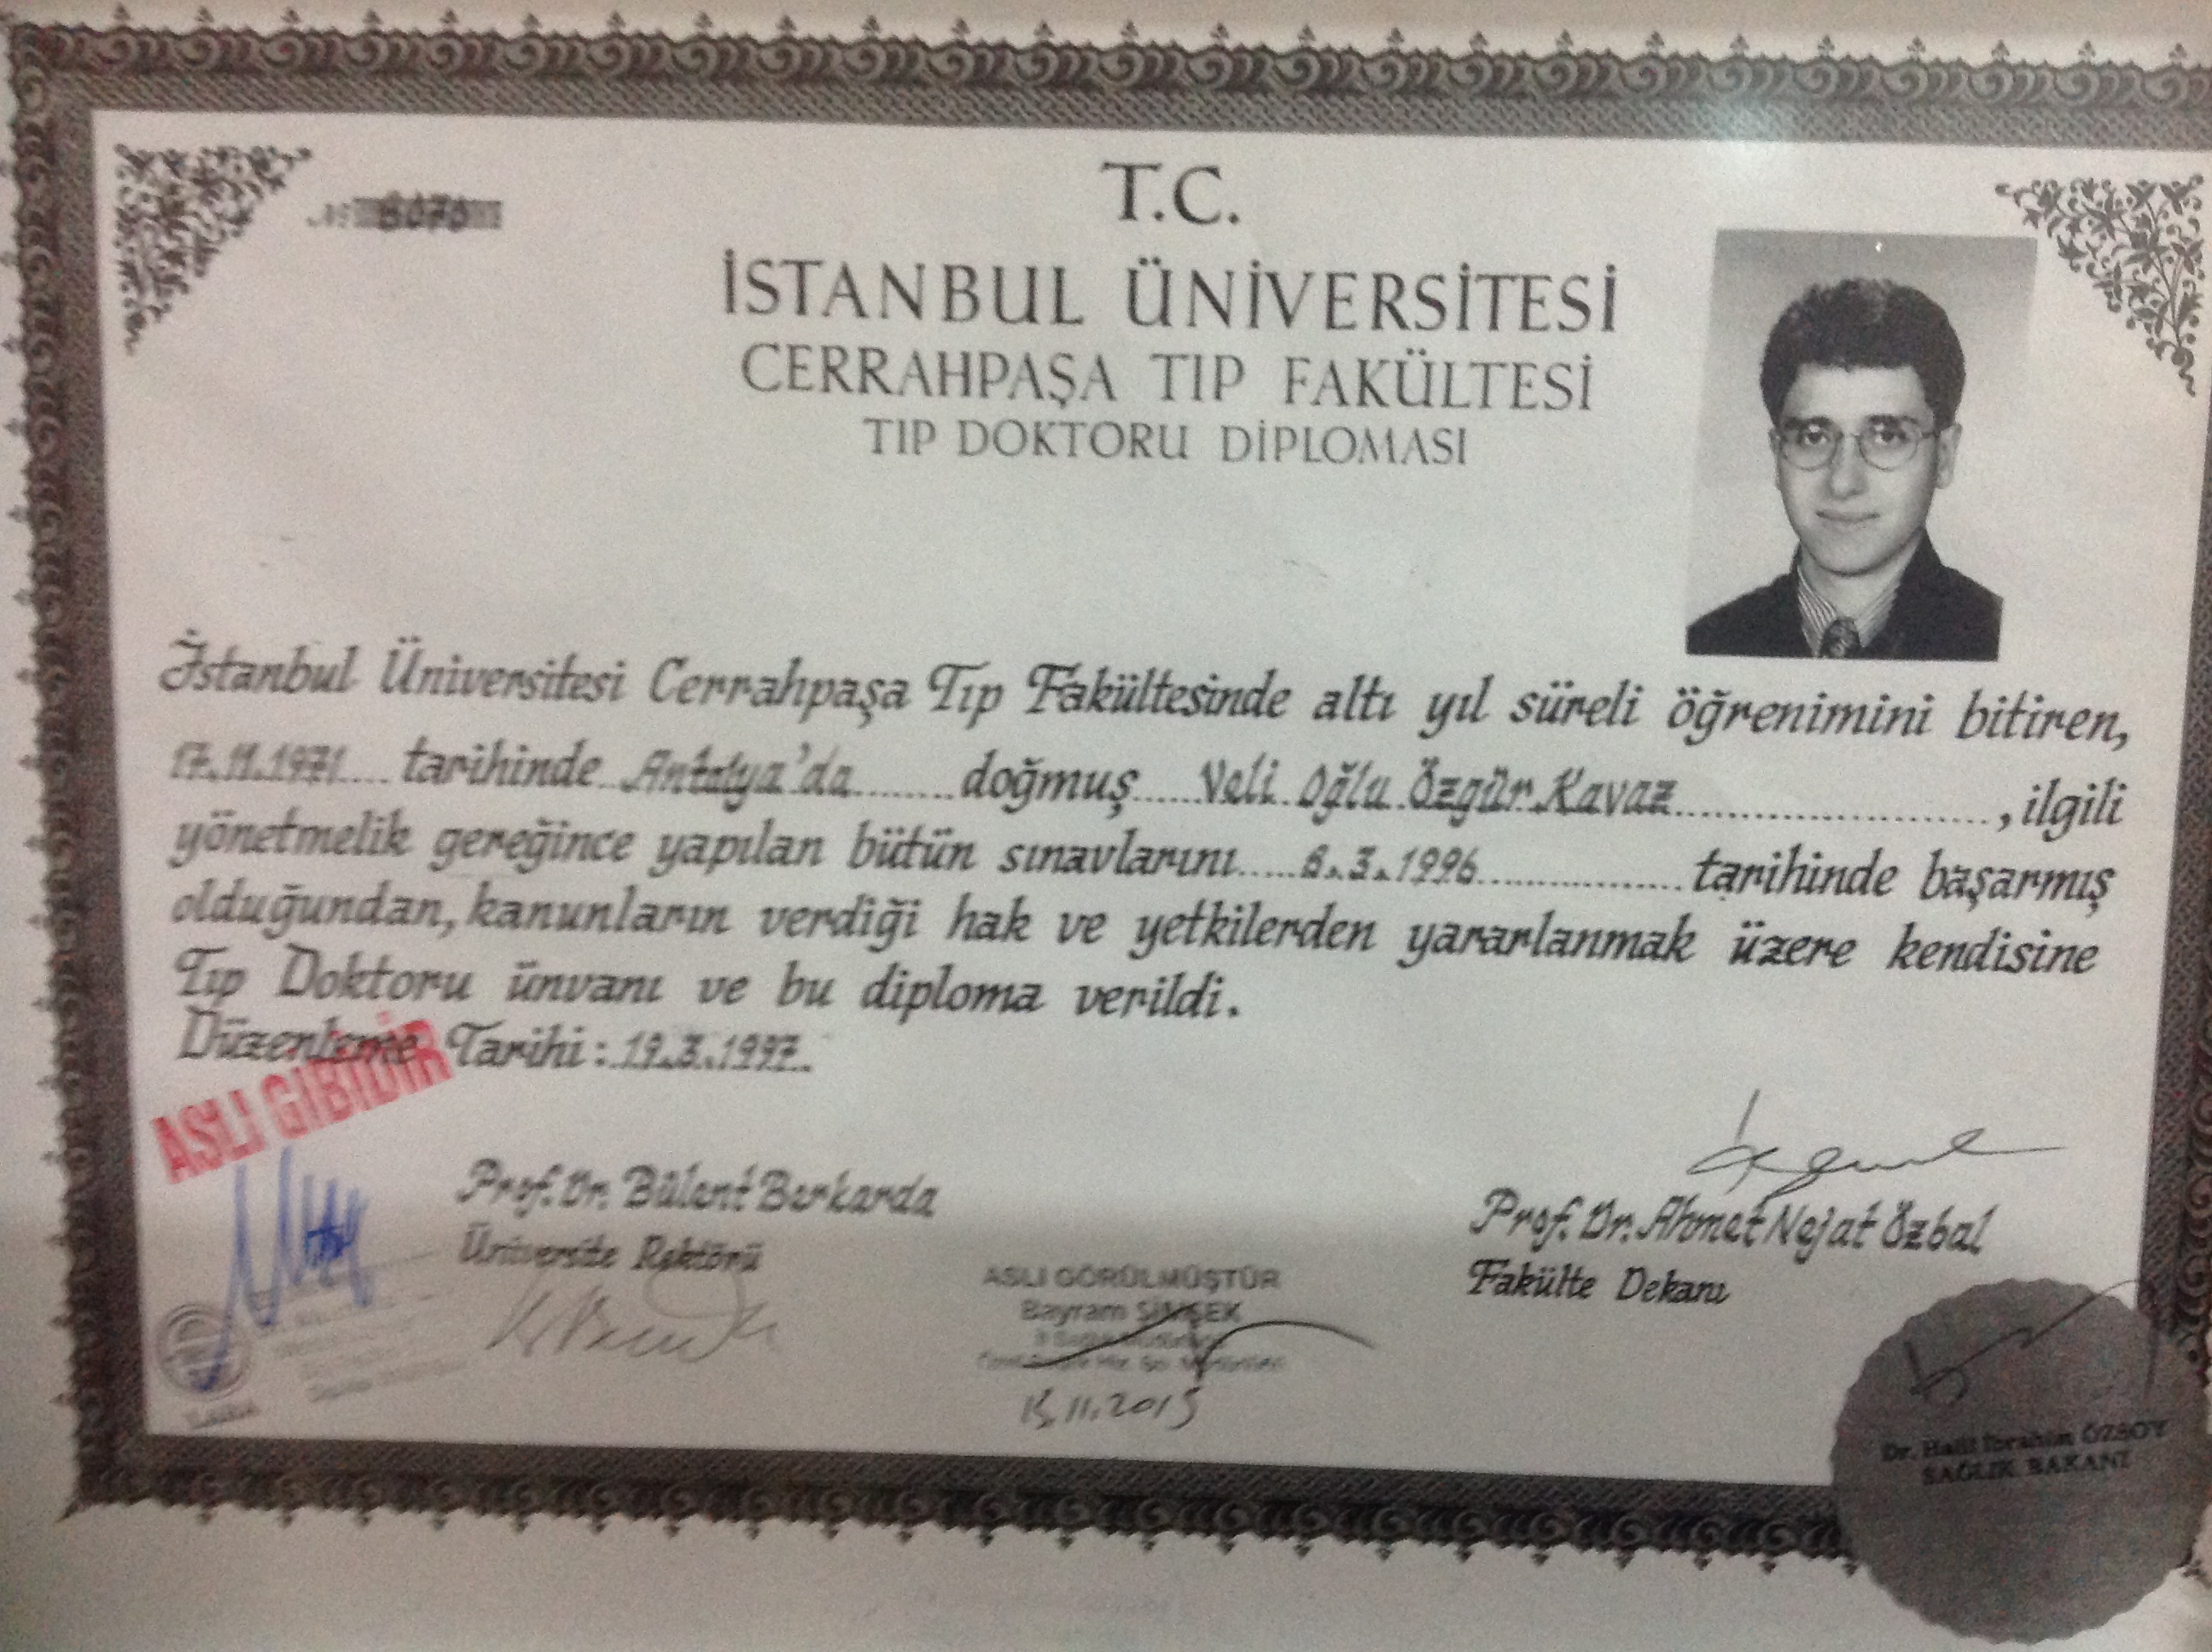 T.C.
İSTANBUL ÜNİVERSİTESİ
CERRAHPAŞA TIP FAKÜLTESİ
TIP DOKTORU DİPLOMASI
İstanbul Üniversitesi Cerrahpaşa Tıp Fakültesinde altı yıl süreli öğrenimini bitiren,
17.11.1971 tarihinde Antalya'da doğmuş Veli Oğlu Özgür Kavaz, ilgili
yönetmelik gereğince yapılan bütün sınavlarını 8.3.1996 tarihinde başarmış
olduğundan, kanunların verdiği hak ve yetkilerden yararlanmak üzere kendisine
Tıp Doktoru ünvanı ve bu diploma verildi.
Düzenleme Tarihi: 19.3.1997
ASLI GİBİDİR
Prof. Dr. Bülent Berkarda
Üniversite Rektörü
Prof. Dr. Ahmet Nejat Özbal
Fakülte Dekanı
ASLI GÖRÜLMÜŞTÜR
Bayram ŞİMŞEK
11.2015
Dr. Halil İbrahim ÖZSOY
SAĞLIK BAKANI